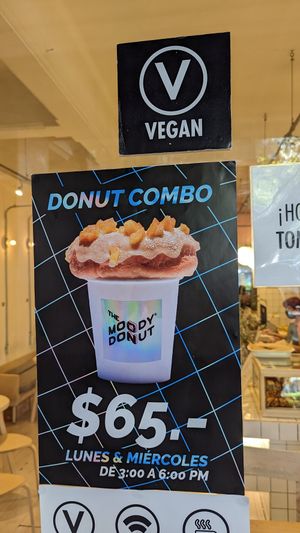 V
VEGAN
DONUT COMBO
THE
MOODY
DONUT
$65.-
LUNES & MIÉRCOLES
DE 3:00 A 6:00 PM
V